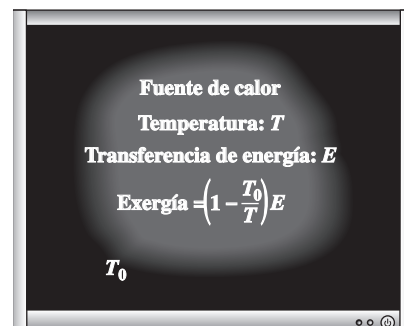 Fuente de calor
Temperatura: T
Transferencia de energía: E
Exergía =(1 − T₀/T)E
T₀